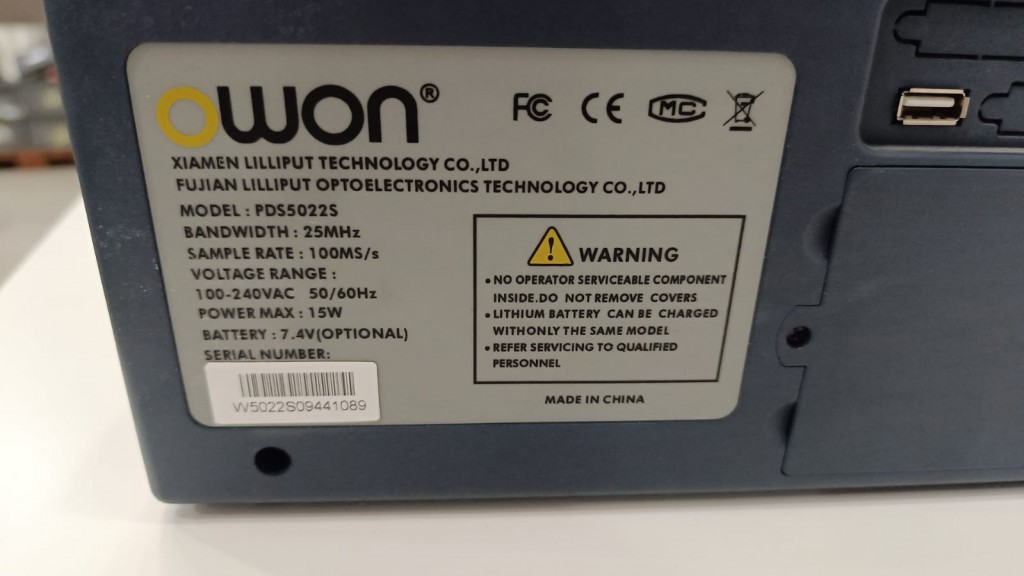 owon®
FC CE MC
XIAMEN LILLIPUT TECHNOLOGY CO.,LTD
FUJIAN LILLIPUT OPTOELECTRONICS TECHNOLOGY CO.,LTD
MODEL : PDS5022S
BANDWIDTH : 25MHz
SAMPLE RATE : 100MS/s
VOLTAGE RANGE :
100-240VAC 50/60Hz
POWER MAX : 15W
BATTERY : 7.4V(OPTIONAL)
SERIAL NUMBER:
W5022S09441089
WARNING
• NO OPERATOR SERVICEABLE COMPONENT
INSIDE.DO NOT REMOVE COVERS
• LITHIUM BATTERY CAN BE CHARGED
WITHONLY THE SAME MODEL
• REFER SERVICING TO QUALIFIED
PERSONNEL
MADE IN CHINA